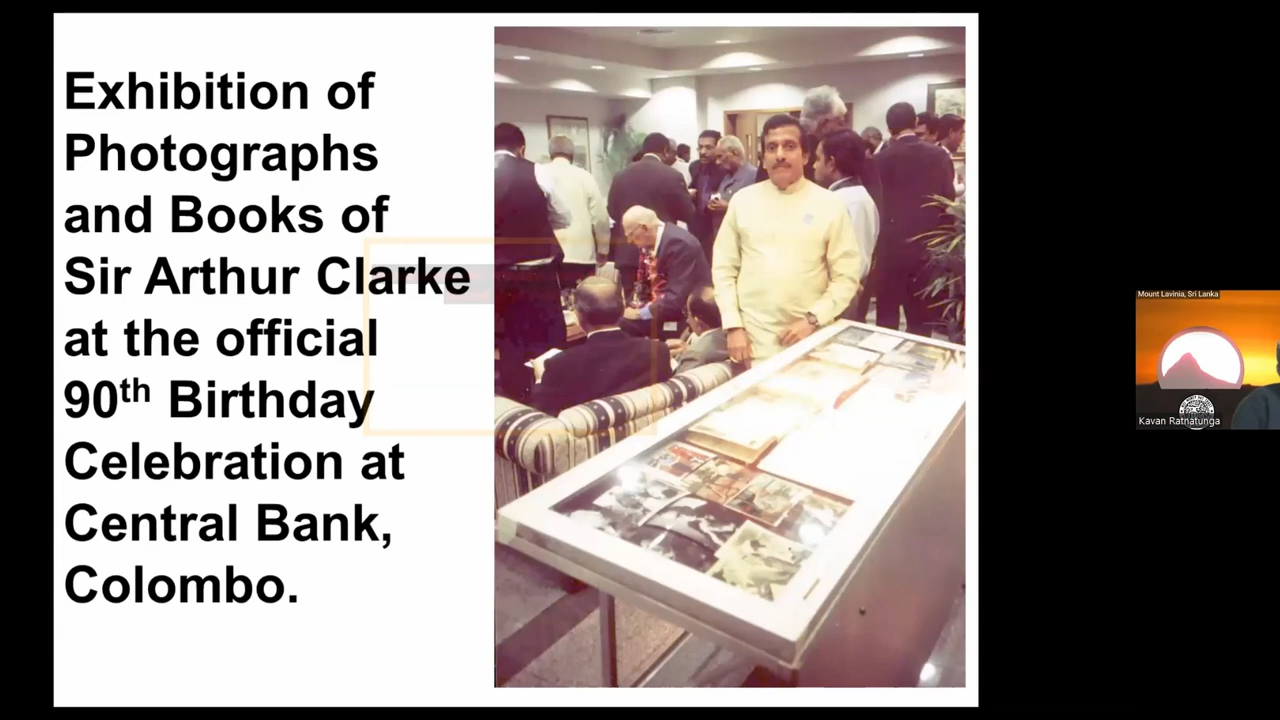 Exhibition of
Photographs
and Books of
Sir Arthur Clarke
at the official
90th Birthday
Celebration at
Central Bank,
Colombo.
Mount Lavinia, Sri Lanka
Kavan Ratnatunga